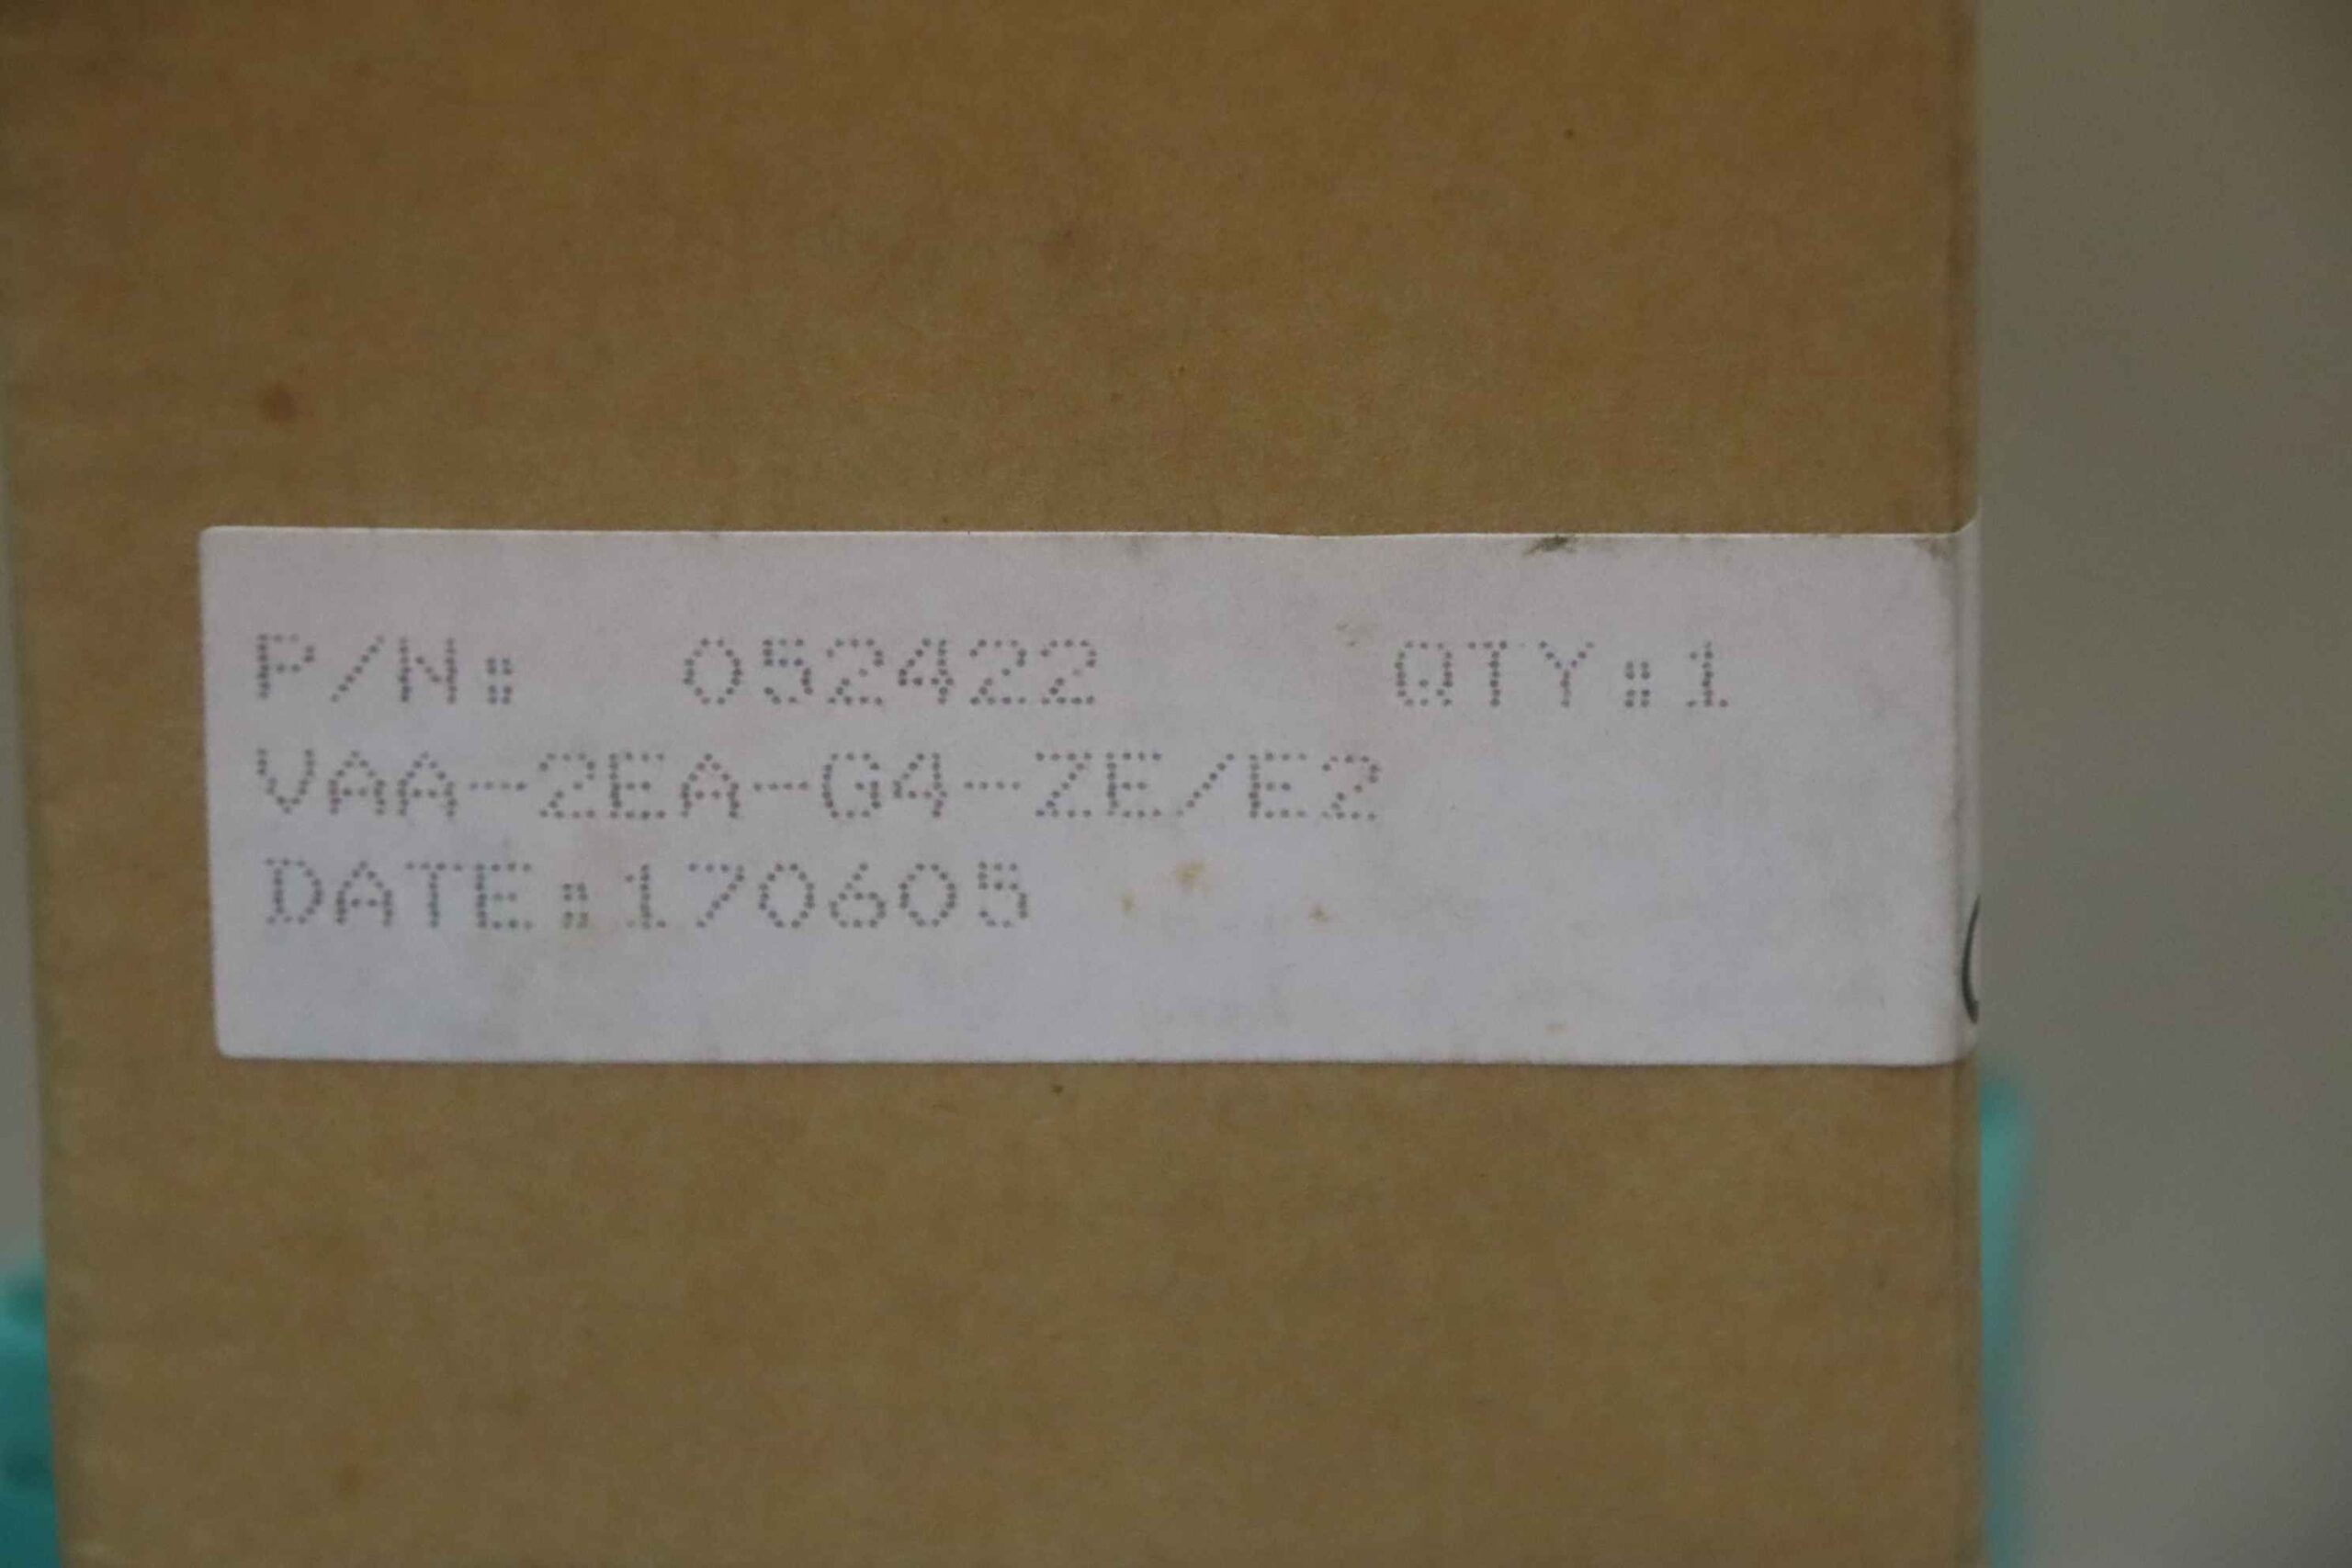 P/N: 052422 QTY:1
VAA-2EA-G4-ZE/E2
DATE:170605